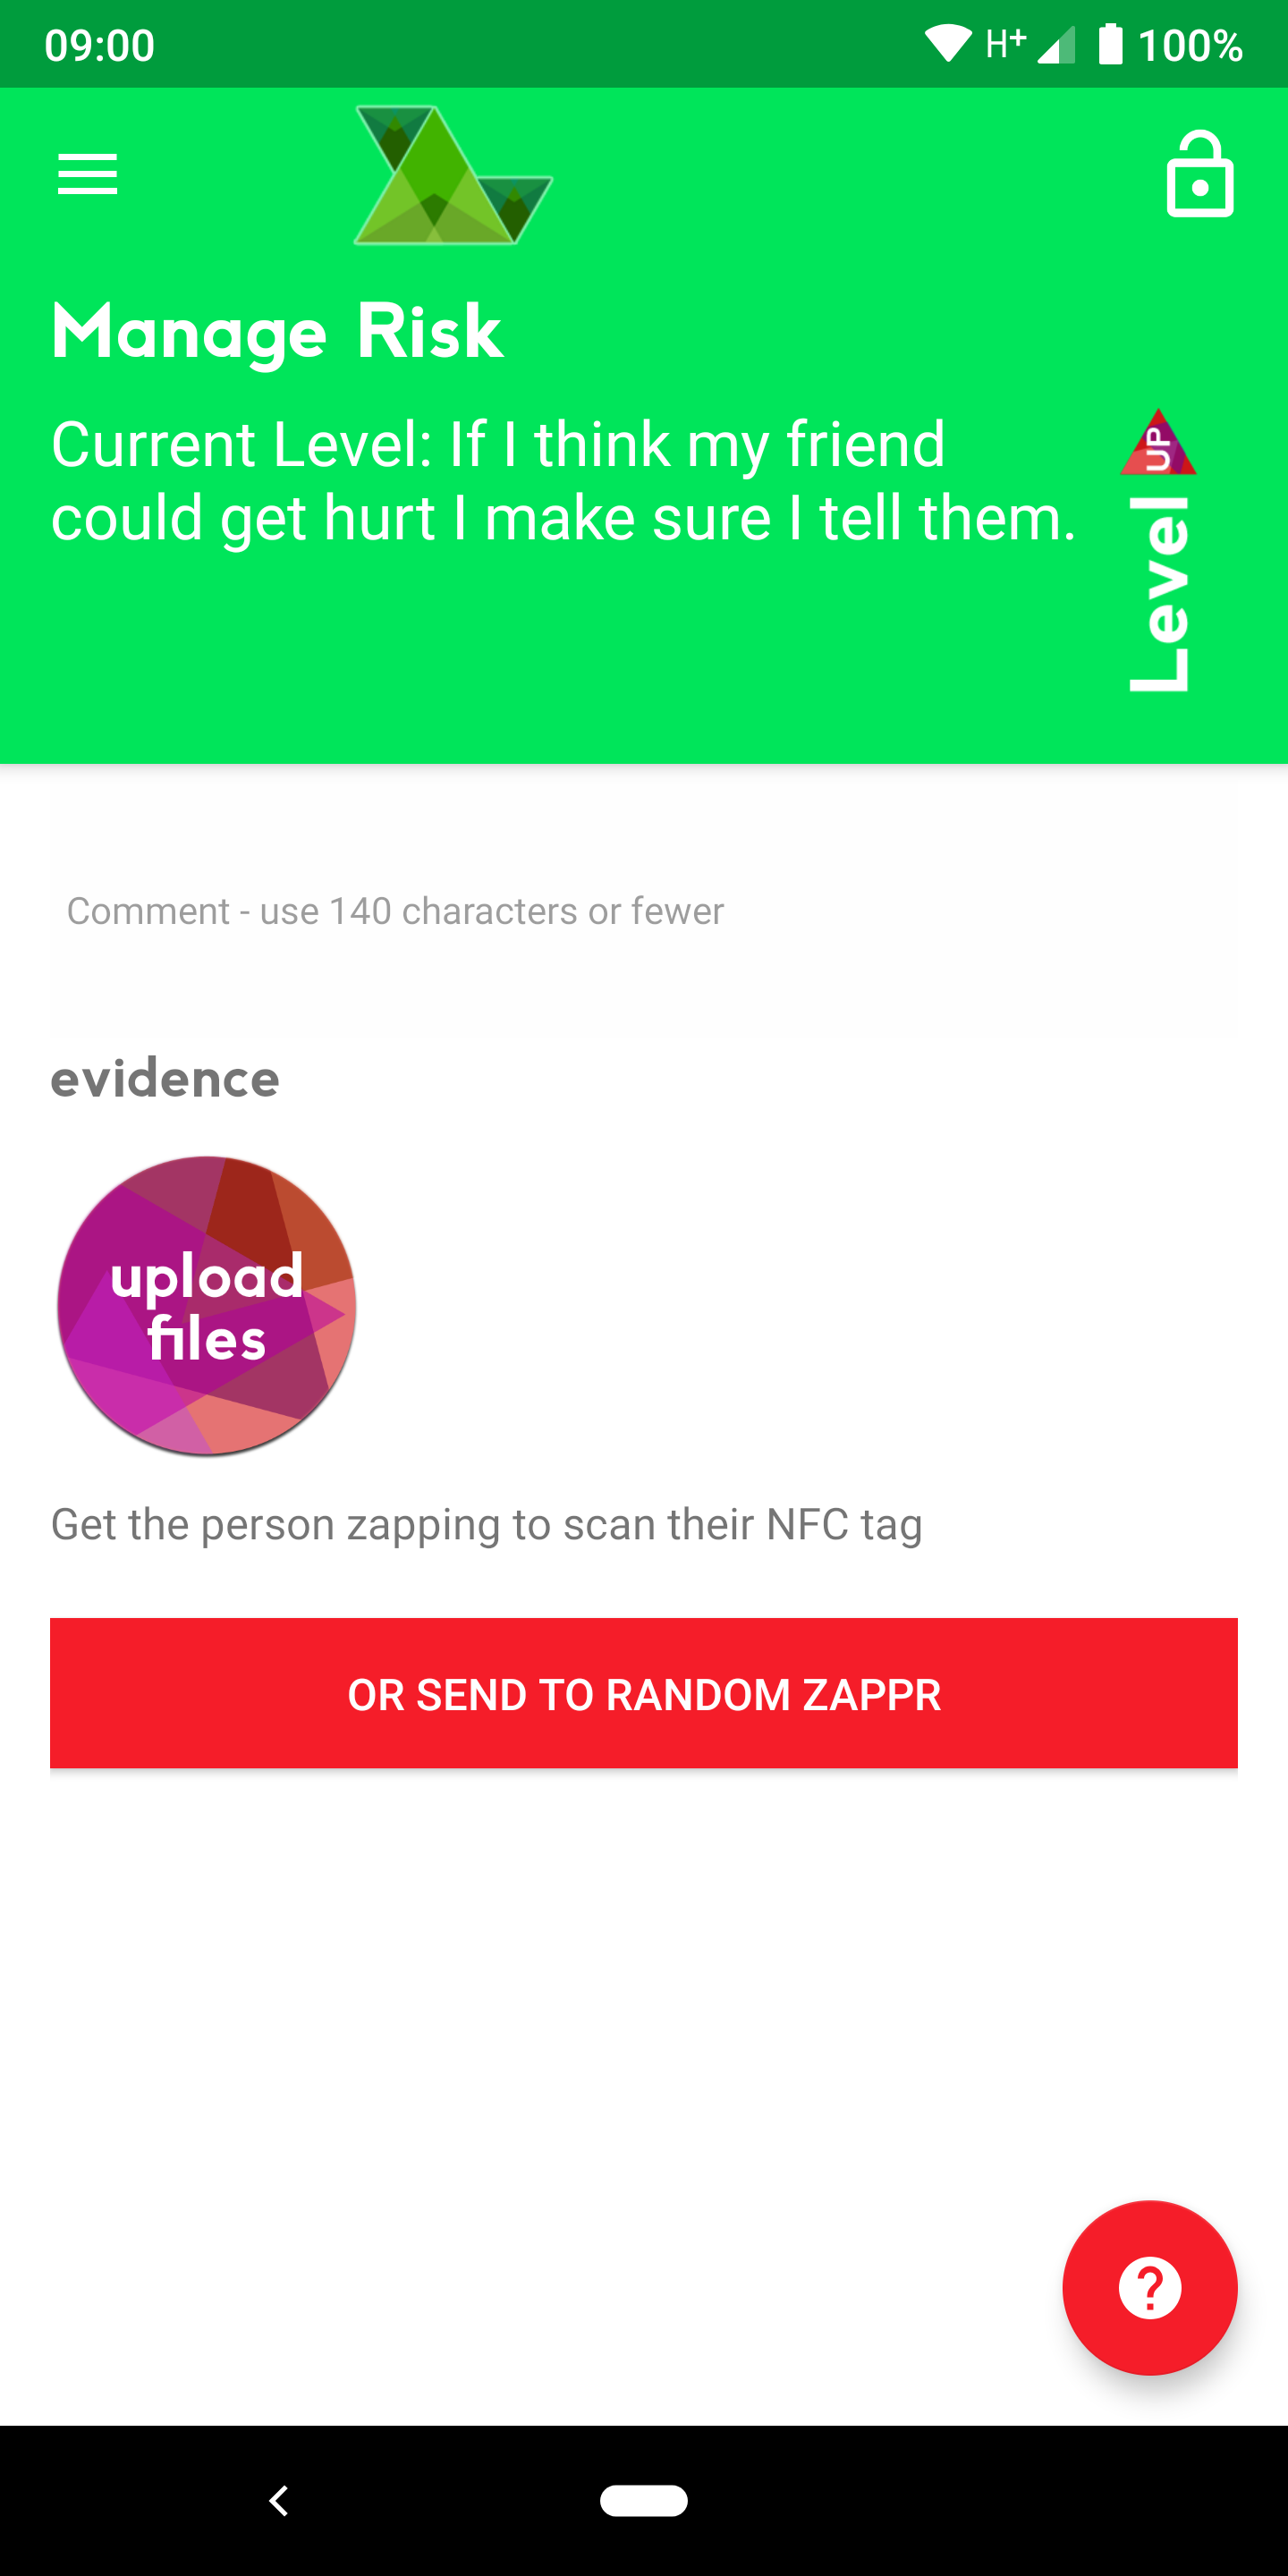 09:00
H+
100%
Manage Risk
Current Level: If I think my friend
could get hurt I make sure I tell them.
Level UP
Comment - use 140 characters or fewer
evidence
upload
files
Get the person zapping to scan their NFC tag
OR SEND TO RANDOM ZAPPR
?